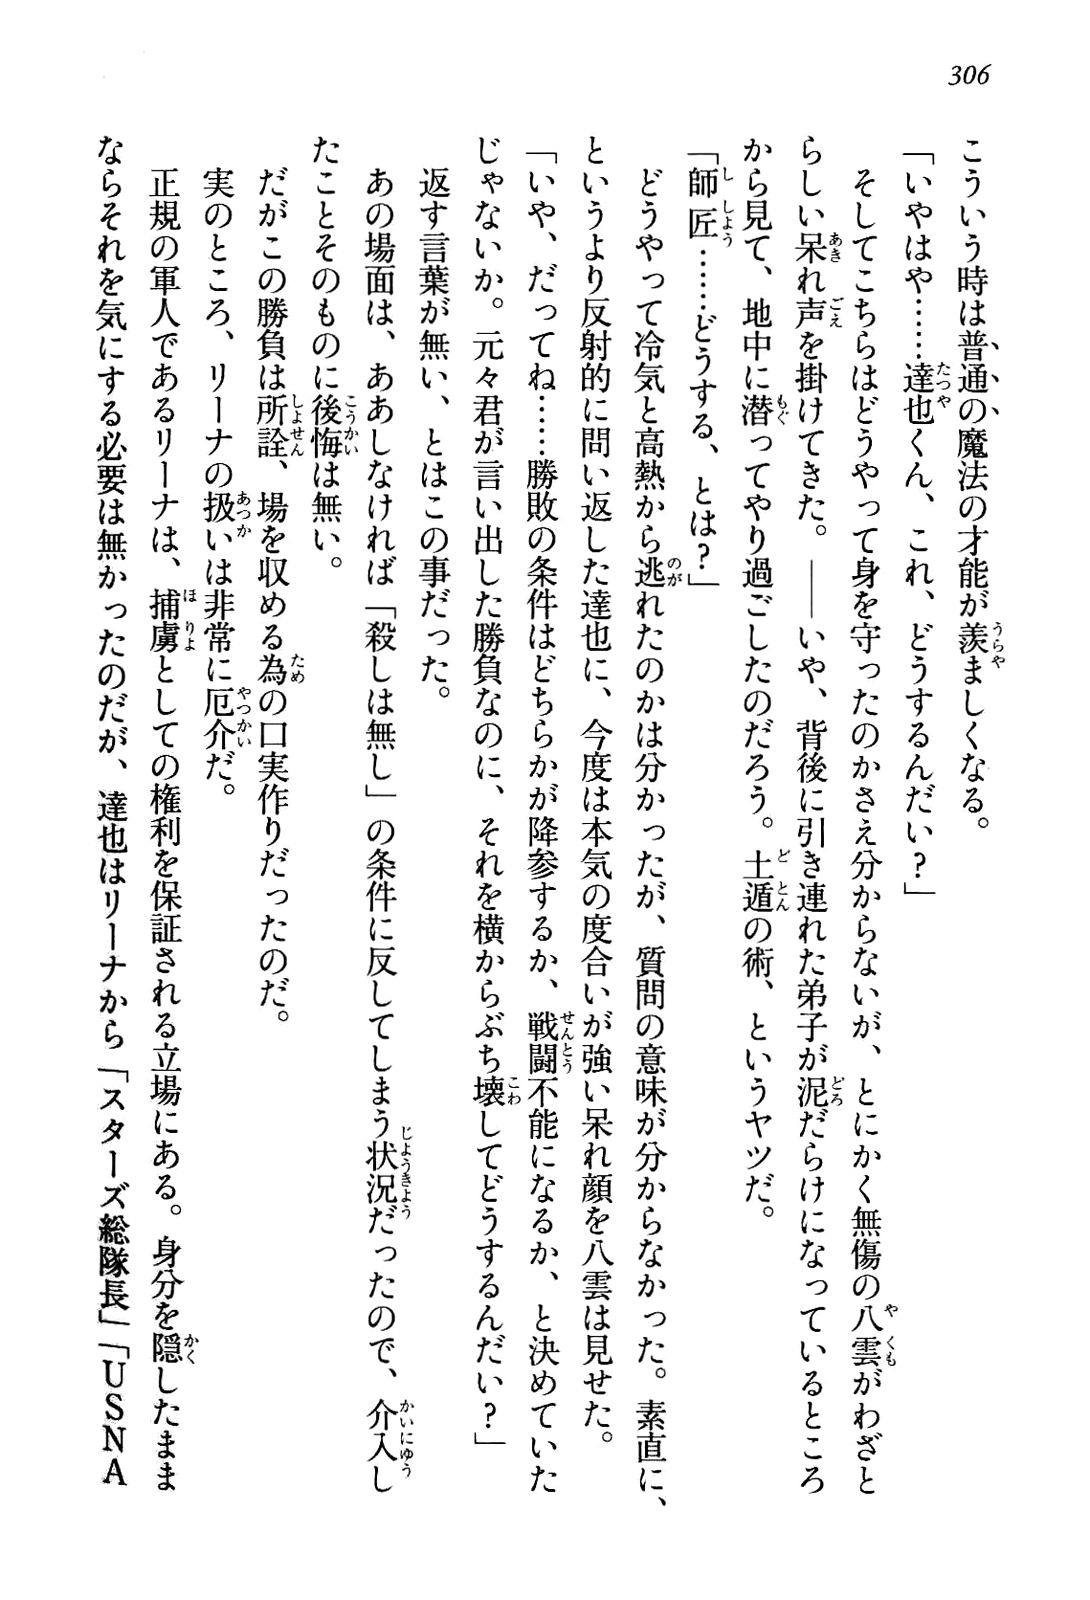 306
こういう時は普通の魔法の才能が羨ましくなる。
「いやはや……達也くん、これ、どうするんだい？」
そしてこちらはどうやって身を守ったのかさえ分からないが、とにかく無傷の八雲がわざと
らしい呆れ声を掛けてきた。――いや、背後に引き連れた弟子が泥だらけになっているところ
から見て、地中に潜ってやり過ごしたのだろう。土遁の術、というヤツだ。
「師匠……どうする、とは？」
どうやって冷気と高熱から逃れたのかは分かったが、質問の意味が分からなかった。素直に、
というより反射的に問い返した達也に、今度は本気の度合いが強い呆れ顔を八雲は見せた。
「いや、だってね……勝敗の条件はどちらかが降参するか、戦闘不能になるか、と決めていた
じゃないか。元々君が言い出した勝負なのに、それを横からぶち壊してどうするんだい？」
返す言葉が無い、とはこの事だった。
あの場面は、ああしなければ「殺しは無し」の条件に反してしまう状況だったので、介入し
たことそのものに後悔は無い。
だがこの勝負は所詮、場を収める為の口実作りだったのだ。
実のところ、リーナの扱いは非常に厄介だ。
正規の軍人であるリーナは、捕虜としての権利を保証される立場にある。身分を隠したまま
ならそれを気にする必要は無かったのだが、達也はリーナから「スターズ総隊長」「USNA